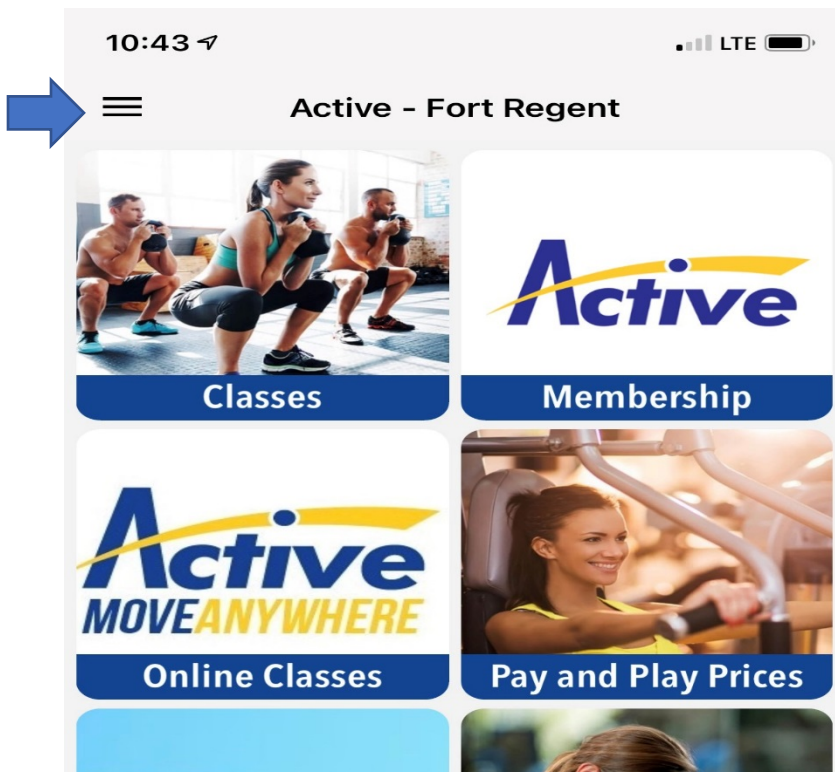 10:43
LTE
Active - Fort Regent
Active
Classes
Membership
Active
MOVEANYWHERE
Online Classes
Pay and Play Prices